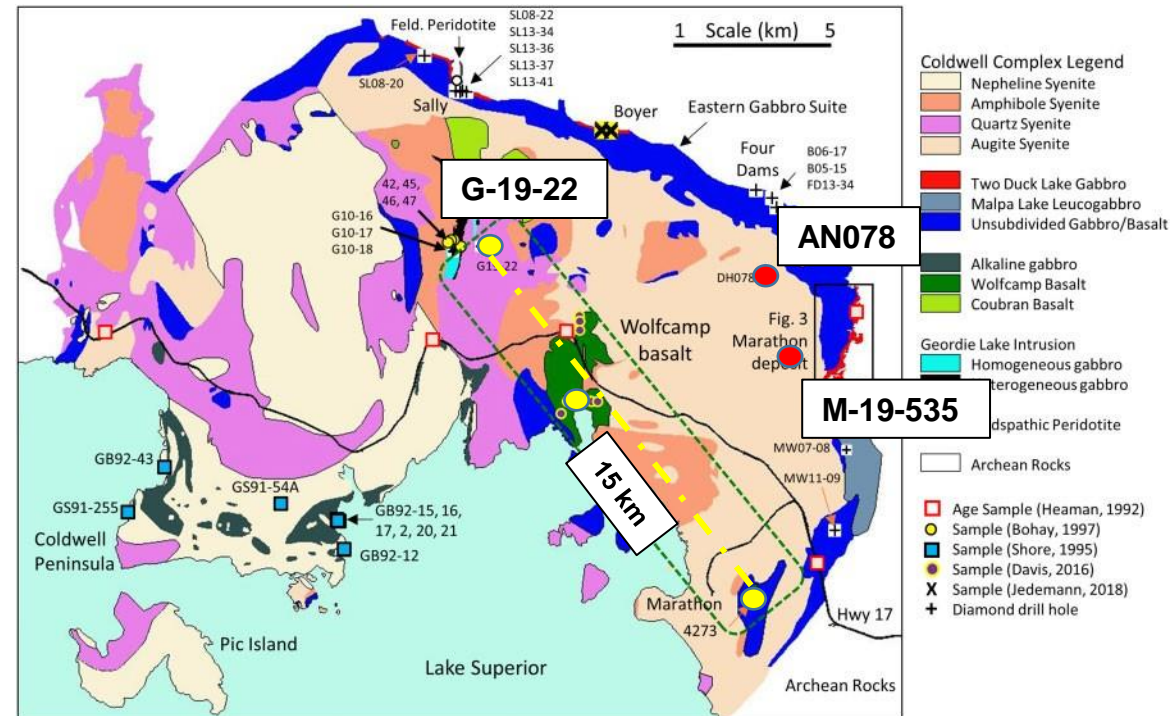 SL08-22
SL13-34
SL13-36
SL13-37
SL13-41
Feld. Peridotite
SL08-20
Sally
1 Scale (km) 5
Boyer
Eastern Gabbro Suite
Four
Dams
B06-17
B05-15
FD13-34
42, 45,
46, 47
G10-16
G10-17
G10-18
G-19-22
AN078
DH078
Wolfcamp
basalt
Fig. 3
Marathon
deposit
M-19-535
MW07-08
MW11-09
15 km
GB92-43
GS91-54A
GS91-255
GB92-15, 16,
17, 2, 20, 21
GB92-12
Coldwell
Peninsula
Pic Island
Lake Superior
Marathon
4273
Hwy 17
Archean Rocks
Coldwell Complex Legend
Nepheline Syenite
Amphibole Syenite
Quartz Syenite
Augite Syenite
Two Duck Lake Gabbro
Malpa Lake Leucogabbro
Unsubdivided Gabbro/Basalt
Alkaline gabbro
Wolfcamp Basalt
Coubran Basalt
Geordie Lake Intrusion
Homogeneous gabbro
terogeneous gabbro
dspathic Peridotite
Archean Rocks
Age Sample (Heaman, 1992)
Sample (Bohay, 1997)
Sample (Shore, 1995)
Sample (Davis, 2016)
X Sample (Jedemann, 2018)
+ Diamond drill hole